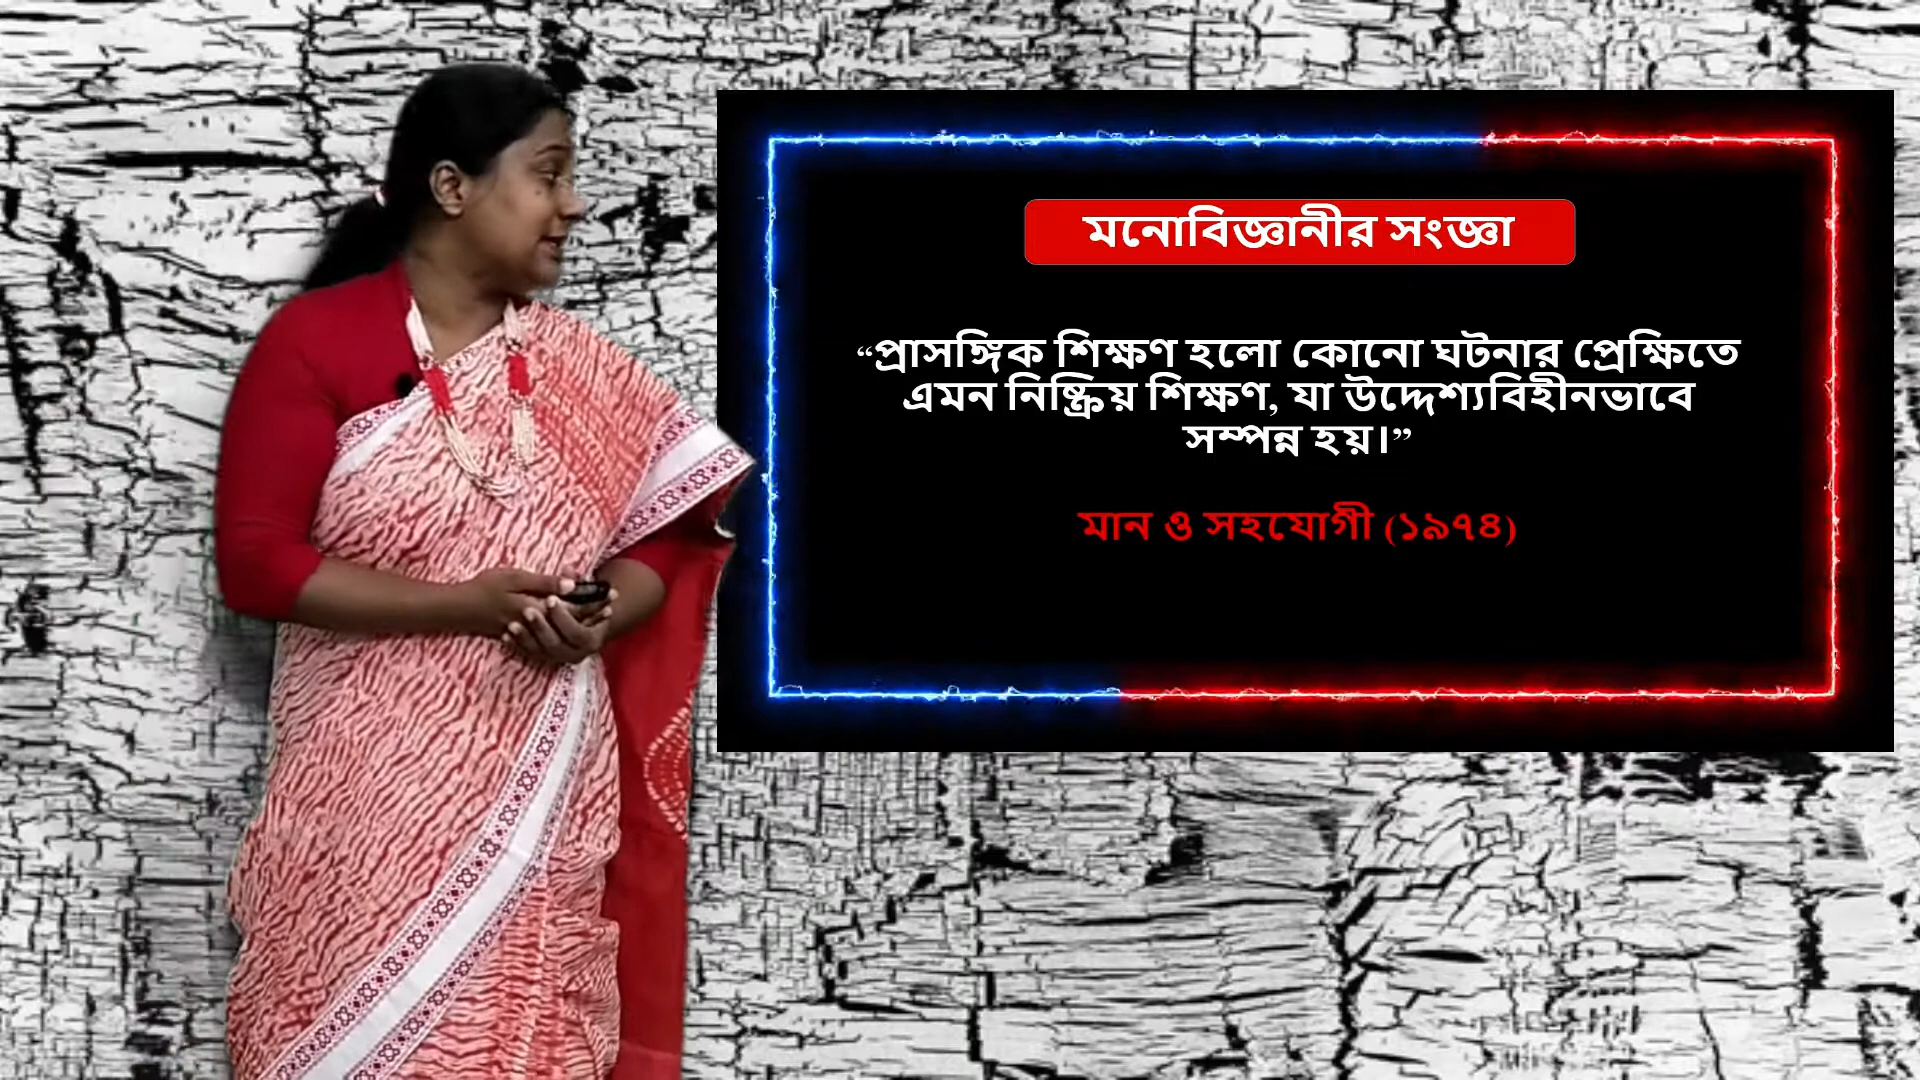 মনোবিজ্ঞানীর সংজ্ঞা
“প্রাসঙ্গিক শিক্ষণ হলো কোনো ঘটনার প্রেক্ষিতে
এমন নিষ্ক্রিয় শিক্ষণ, যা উদ্দেশ্যবিহীনভাবে
সম্পন্ন হয়।”
মান ও সহযোগী (১৯৭৪)